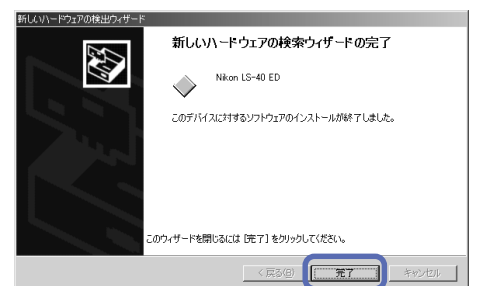 新しいハードウェアの検出ウィザード
新しいハードウェアの検索ウィザードの完了
Nikon LS-40 ED
このデバイスに対するソフトウェアのインストールが終了しました。
このウィザードを閉じるには [完了] をクリックしてください。
< 戻る(B)
完了
キャンセル